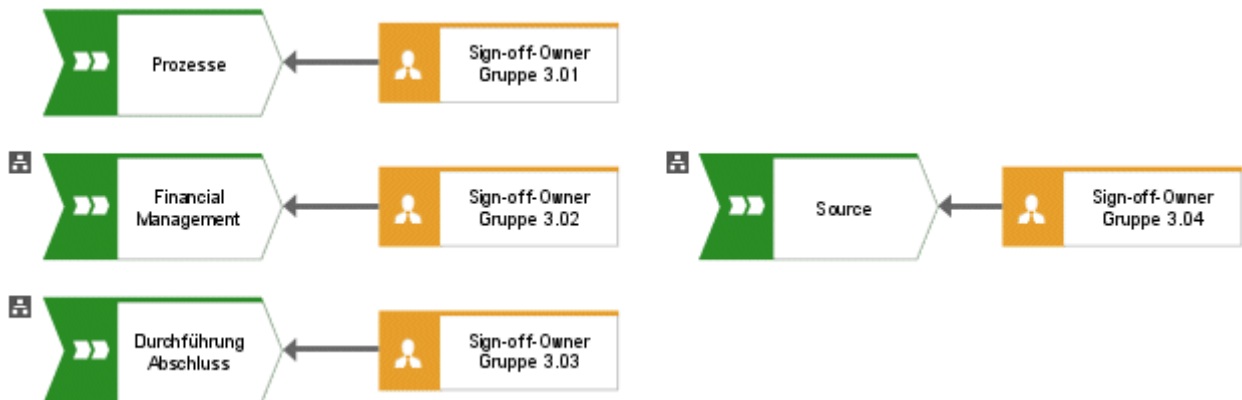 Prozesse
Sign-off-Owner
Gruppe 3.01
Financial
Management
Sign-off-Owner
Gruppe 3.02
Source
Sign-off-Owner
Gruppe 3.04
Durchführung
Abschluss
Sign-off-Owner
Gruppe 3.03